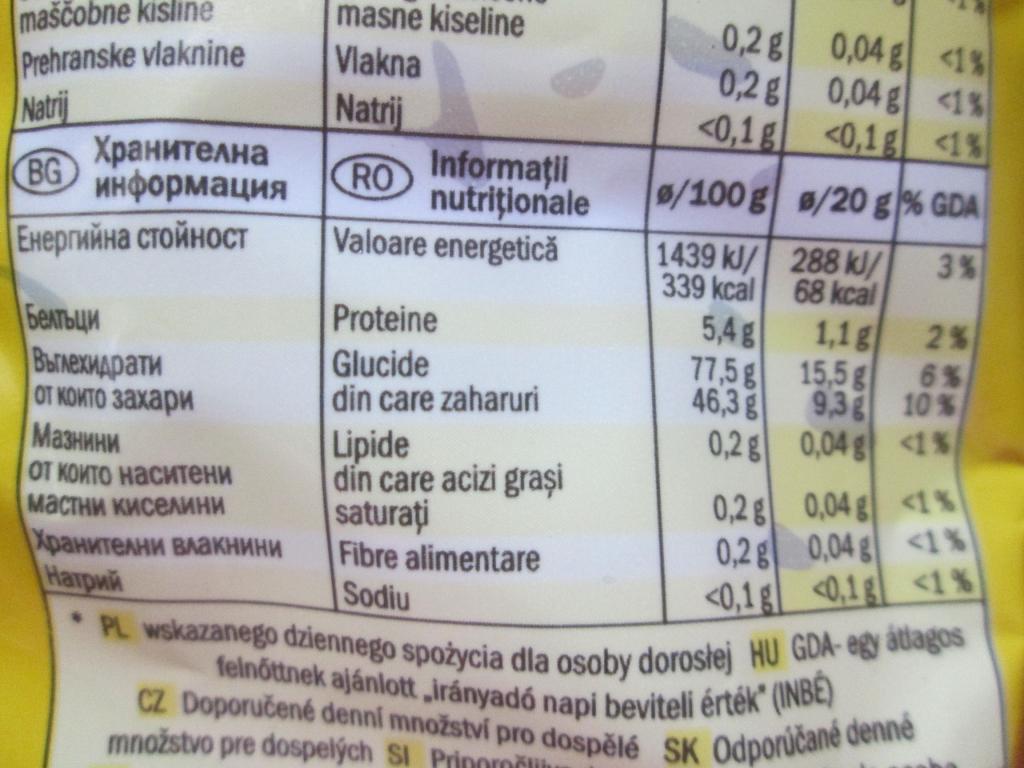 maščobne kisline masne kiseline 0,2 g 0,04 g <1%
Prehranske vlaknine Vlakna 0,2 g 0,04 g <1%
Natrij Natrij <0,1 g <0,1 g <1%
BG Хранителна информация RO Informații nutriționale ø/100 g ø/20 g % GDA
Енергийна стойност Valoare energetică 1439 kJ/ 288 kJ/ 3%
339 kcal 68 kcal
Белтъци Proteine 5,4 g 1,1 g 2%
Въглехидрати Glucide 77,5 g 15,5 g 6%
от които захари din care zaharuri 46,3 g 9,3 g 10%
Мазнини Lipide 0,2 g 0,04 g <1%
от които наситени din care acizi grași
мастни киселини saturați 0,2 g 0,04 g <1%
Хранителни влакнини Fibre alimentare 0,2 g 0,04 g <1%
Натрий Sodiu <0,1 g <0,1 g <1%
* PL wskazanego dziennego spożycia dla osoby dorosłej HU GDA- egy átlagos
felnőttnek ajánlott „irányadó napi beviteli érték" (INBÉ)
CZ Doporučené denní množství pro dospělé SK Odporúčané denné
množstvo pre dospelých SI